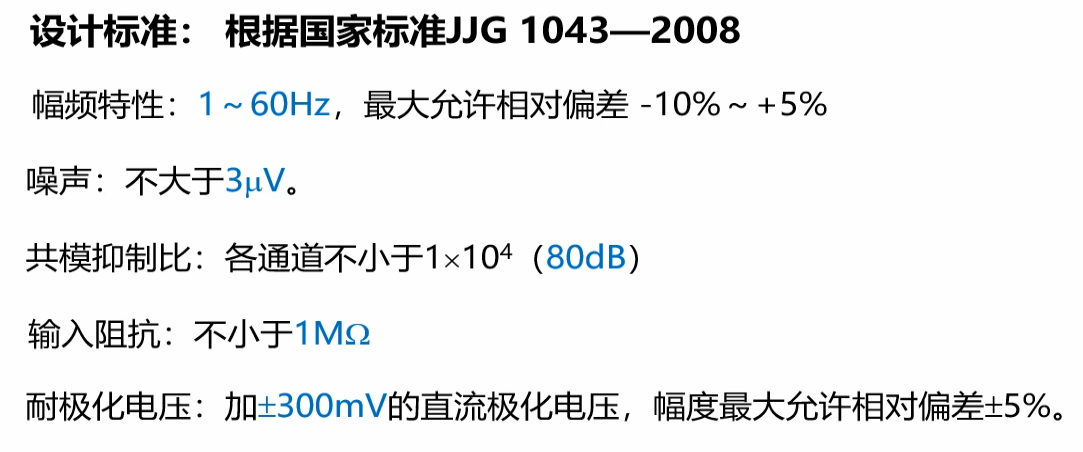 设计标准： 根据国家标准JJG 1043—2008
幅频特性：1～60Hz，最大允许相对偏差 -10%～+5%
噪声：不大于3μV。
共模抑制比：各通道不小于1×10⁴（80dB）
输入阻抗：不小于1MΩ
耐极化电压：加±300mV的直流极化电压，幅度最大允许相对偏差±5%。